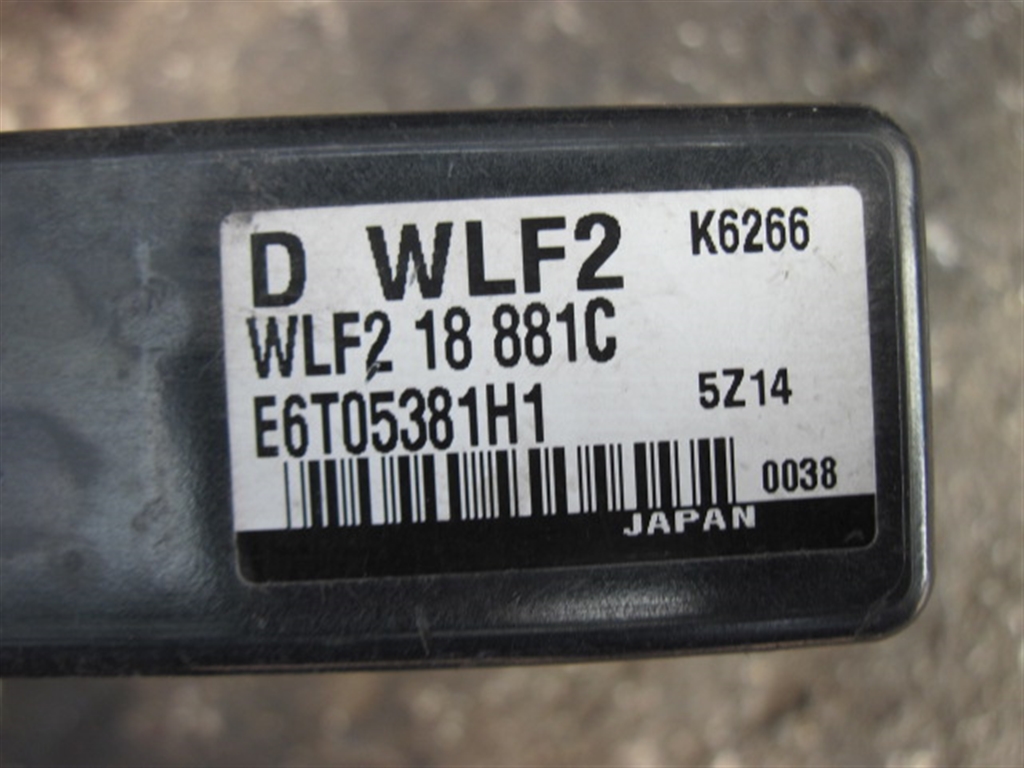 D WLF2 K6266
WLF2 18 881C
E6T05381H1 5Z14
0038
JAPAN